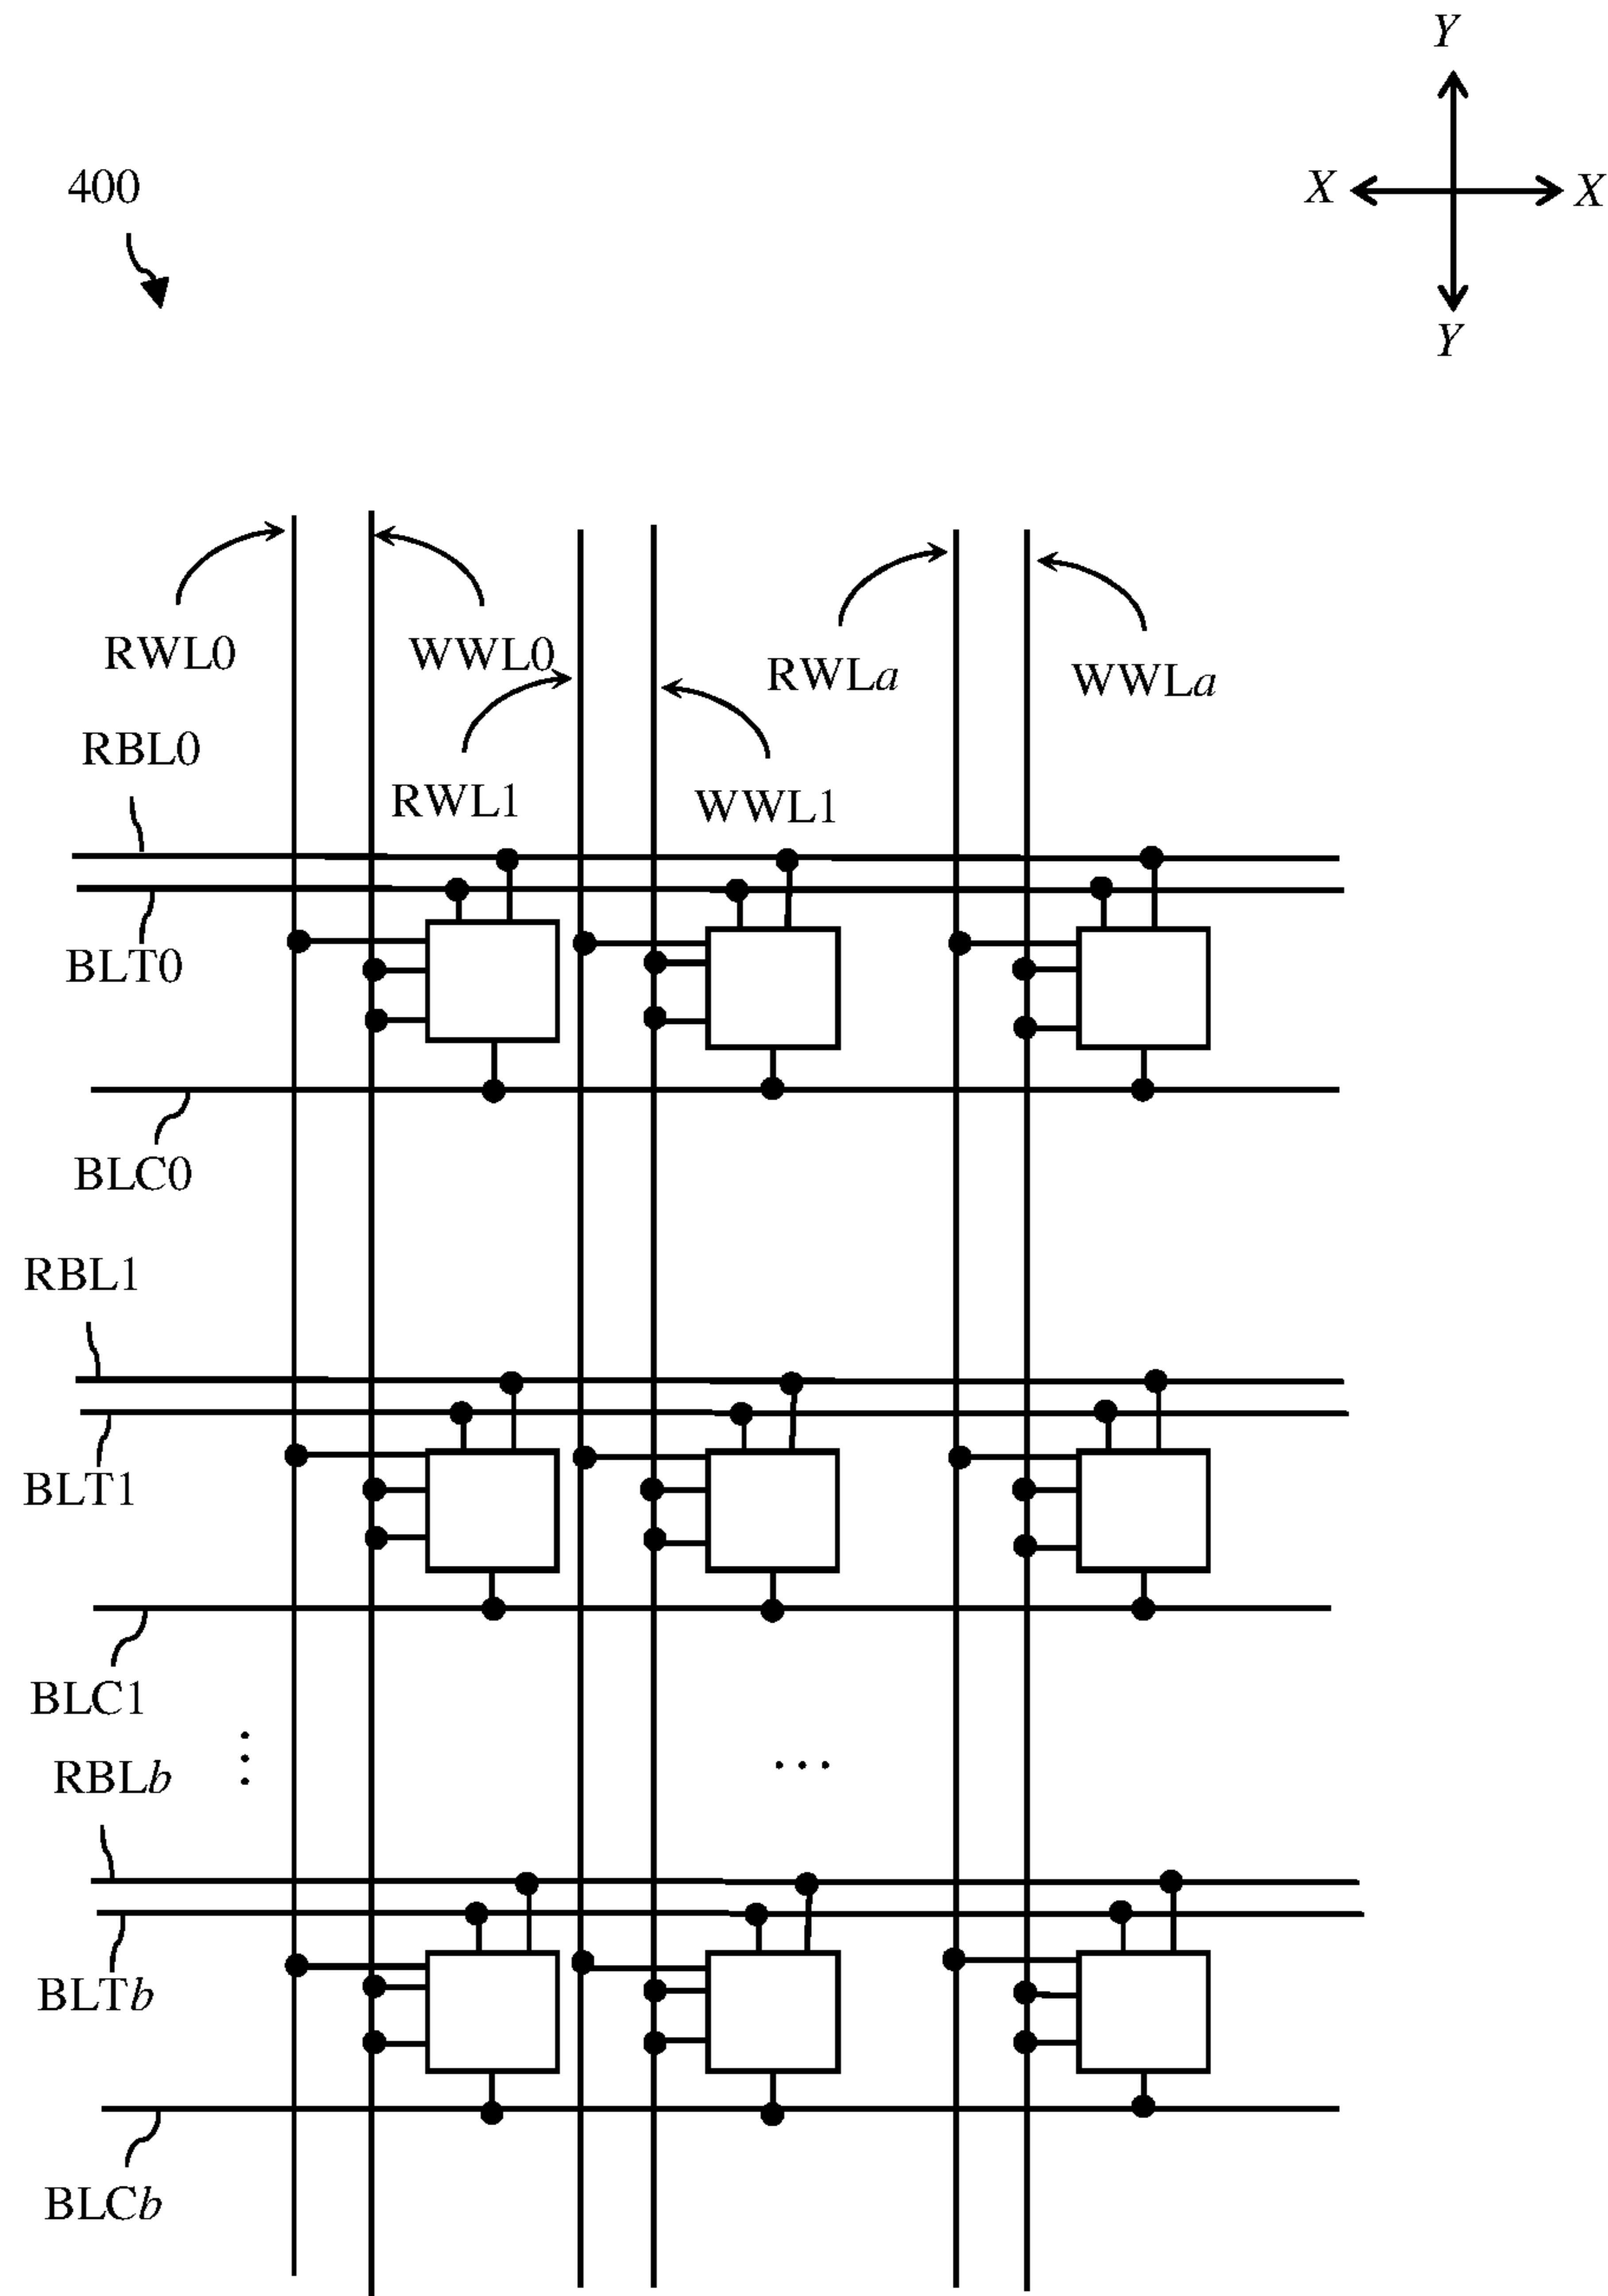 Y
400
X X
Y
RWL0 WWL0 RWLa WWLa
RBL0
RWL1 WWL1
BLT0
BLC0
RBL1
BLT1
BLC1
RBLb
BLTb
BLCb